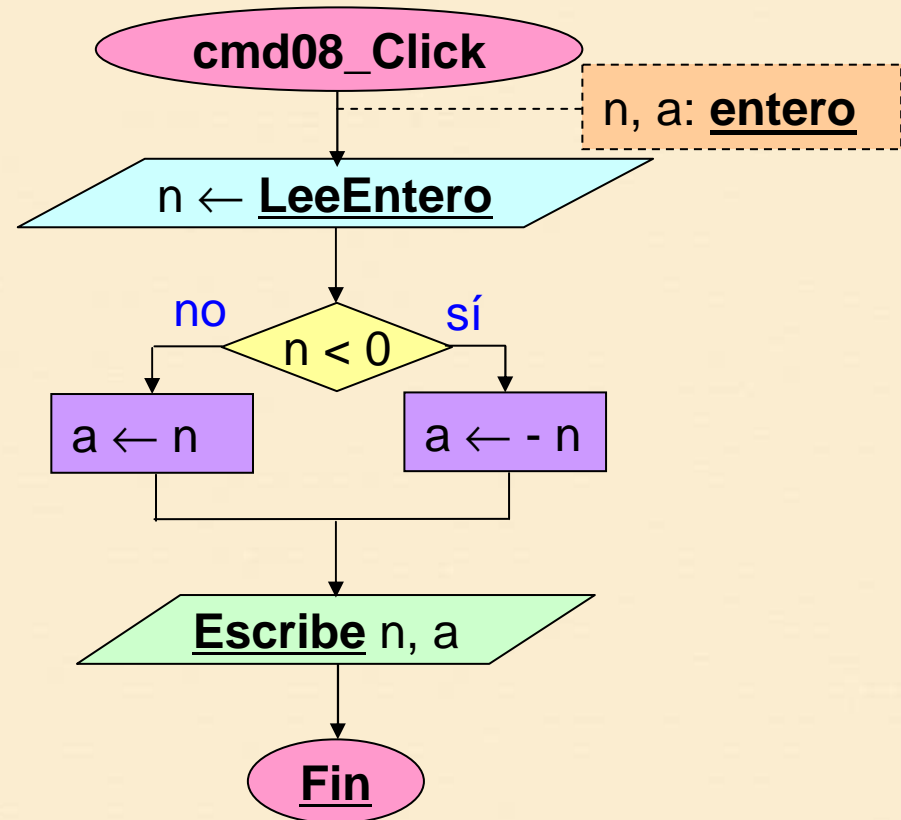 cmd08_Click
n, a: entero
n ← LeeEntero
no
sí
n < 0
a ← n
a ← - n
Escribe n, a
Fin